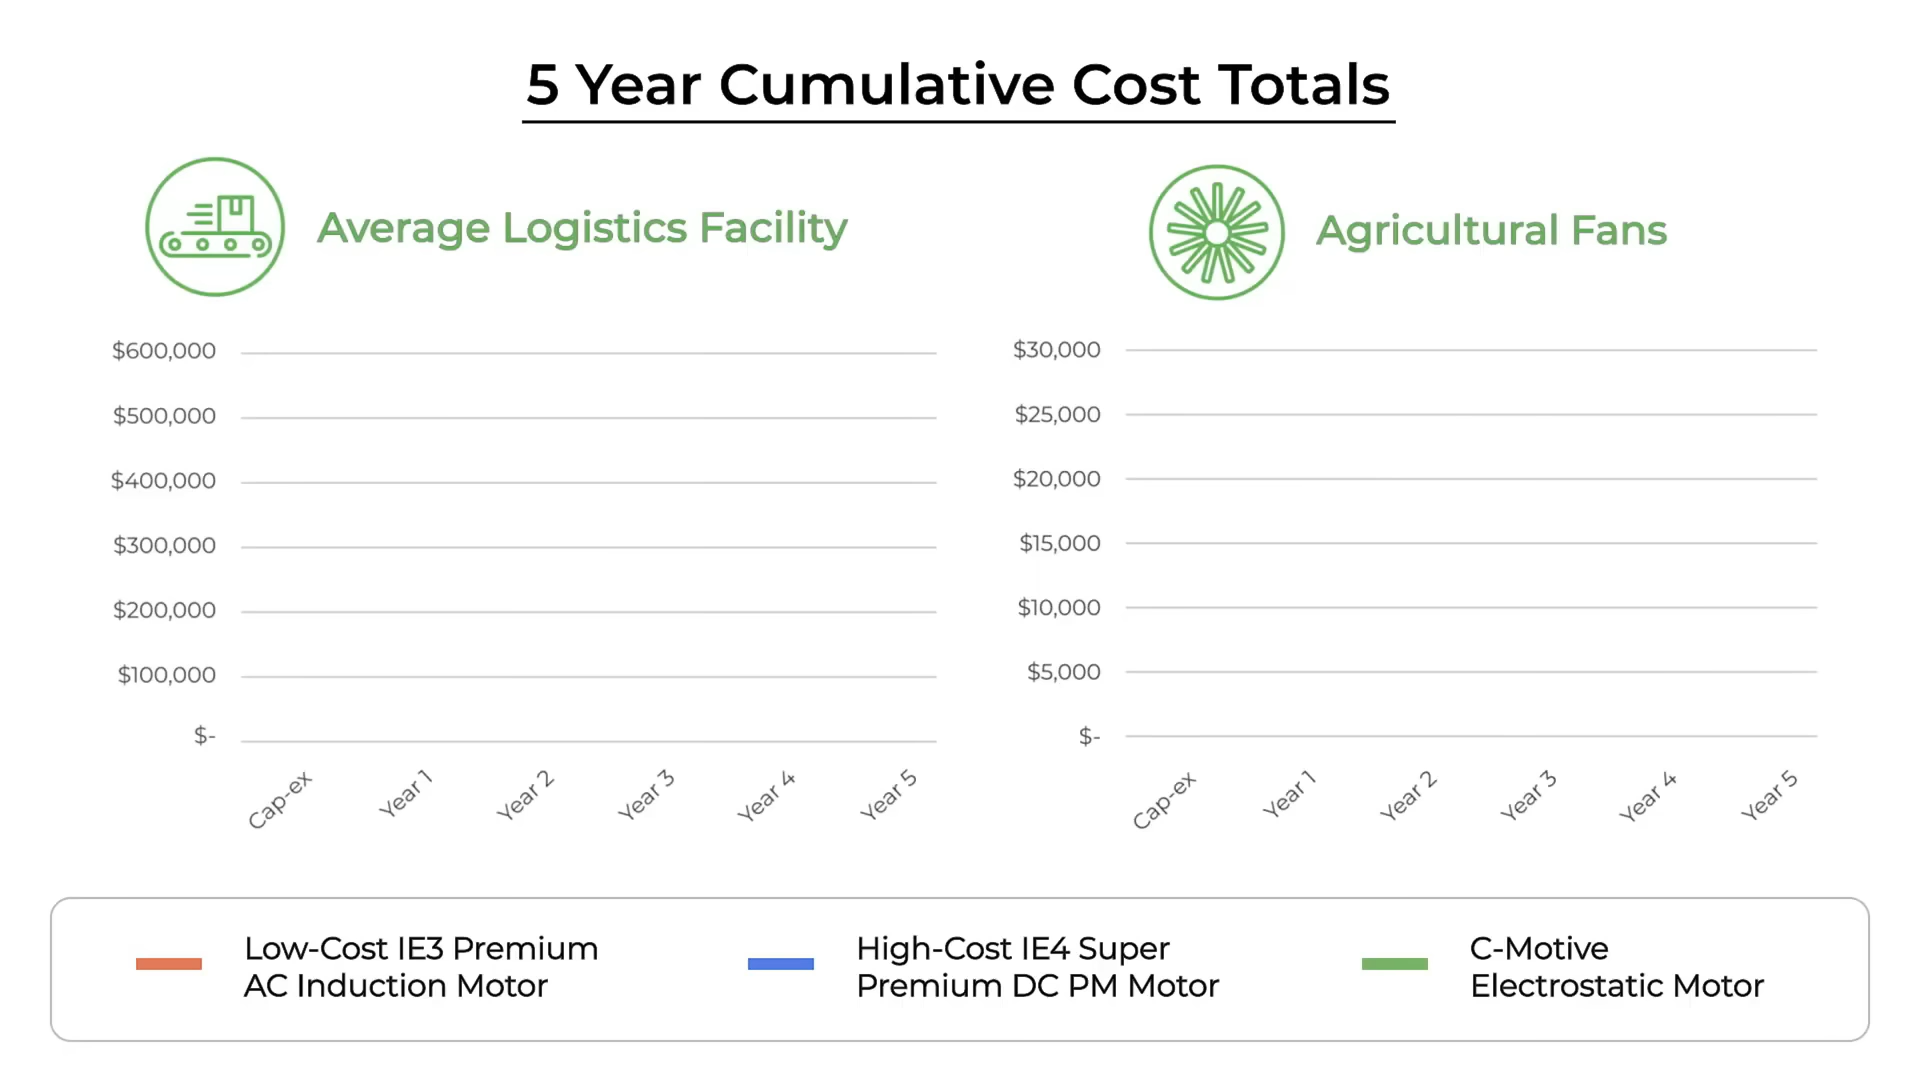 5 Year Cumulative Cost Totals
Average Logistics Facility
$600,000
$500,000
$400,000
$300,000
$200,000
$100,000
$-
Cap-ex
Year 1
Year 2
Year 3
Year 4
Year 5
Agricultural Fans
$30,000
$25,000
$20,000
$15,000
$10,000
$5,000
$-
Cap-ex
Year 1
Year 2
Year 3
Year 4
Year 5
Low-Cost IE3 Premium
AC Induction Motor
High-Cost IE4 Super
Premium DC PM Motor
C-Motive
Electrostatic Motor